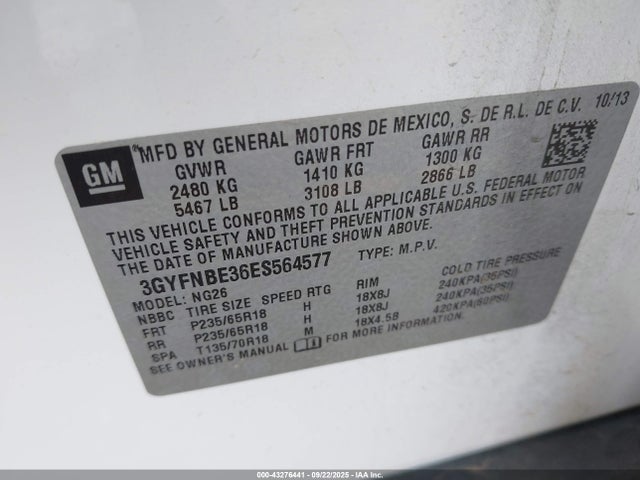 GM
MFD BY GENERAL MOTORS DE MEXICO, S. DE R.L. DE C.V. 10/13
GVWR GAWR FRT GAWR RR
2480 KG 1410 KG 1300 KG
5467 LB 3108 LB 2866 LB
THIS VEHICLE CONFORMS TO ALL APPLICABLE U.S. FEDERAL MOTOR
VEHICLE SAFETY AND THEFT PREVENTION STANDARDS IN EFFECT ON
THE DATE OF MANUFACTURE SHOWN ABOVE.
3GYFNBE36ES564577 TYPE: M.P.V.
MODEL: NG26
NBBC TIRE SIZE SPEED RTG RIM COLD TIRE PRESSURE
FRT P235/65R18 H 18X8J 240KPA(35PSI)
RR P235/65R18 H 18X8J 240KPA(35PSI)
SPA T135/70R18 M 18X4.5B 420KPA(60PSI)
SEE OWNER'S MANUAL FOR MORE INFORMATION.
000-43276441 - 09/22/2025 - IAAI.COM